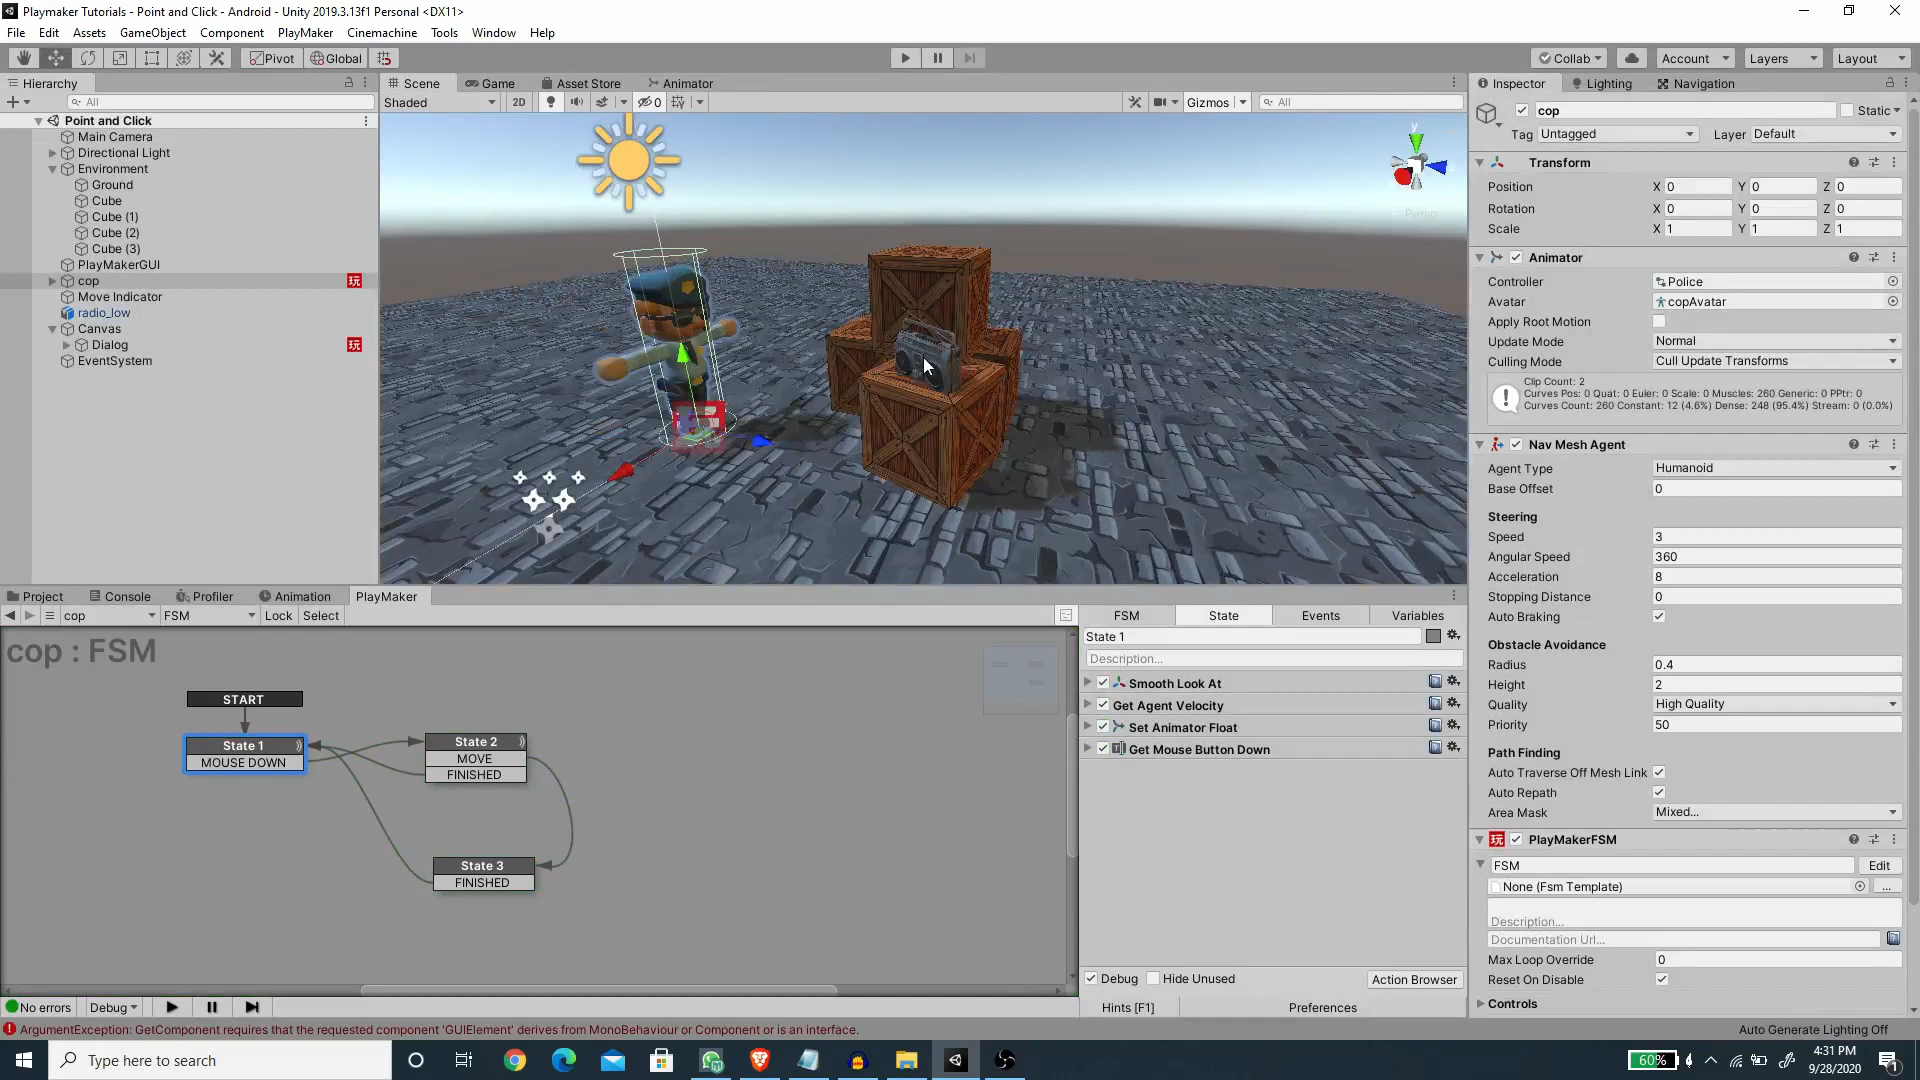 Playmaker Tutorials - Point and Click - Android - Unity 2019.3.13f1 Personal <DX11>
File Edit Assets GameObject Component PlayMaker Cinemachine Tools Window Help
Pivot Global Collab Account Layers Layout
Hierarchy
All
Point and Click
Main Camera
Directional Light
Environment
Ground
Cube
Cube (1)
Cube (2)
Cube (3)
PlayMakerGUI
cop
Move Indicator
radio_low
Canvas
Dialog
EventSystem
玩
玩
Scene Game Asset Store Animator
Shaded 2D 0 Gizmos All
y
Persp
Inspector Lighting Navigation
cop Static
Tag Untagged Layer Default
Transform
Position X 0 Y 0 Z 0
Rotation X 0 Y 0 Z 0
Scale X 1 Y 1 Z 1
Animator
Controller Police
Avatar copAvatar
Apply Root Motion
Update Mode Normal
Culling Mode Cull Update Transforms
Clip Count: 2
Curves Pos: 0 Quat: 0 Euler: 0 Scale: 0 Muscles: 260 Generic: 0 PPtr: 0
Curves Count: 260 Constant: 12 (4.6%) Dense: 248 (95.4%) Stream: 0 (0.0%)
Nav Mesh Agent
Agent Type Humanoid
Base Offset 0
Steering
Speed 3
Angular Speed 360
Acceleration 8
Stopping Distance 0
Auto Braking
Obstacle Avoidance
Radius 0.4
Height 2
Quality High Quality
Priority 50
Path Finding
Auto Traverse Off Mesh Link
Auto Repath
Area Mask Mixed...
玩 PlayMakerFSM
FSM Edit
None (Fsm Template) ...
Description...
Documentation Url...
Max Loop Override 0
Reset On Disable
Controls
Project Console Profiler Animation PlayMaker
cop FSM Lock Select
cop : FSM
START
State 1
MOUSE DOWN
State 2
MOVE
FINISHED
State 3
FINISHED
FSM State Events Variables
State 1
Description...
Smooth Look At
Get Agent Velocity
Set Animator Float
Get Mouse Button Down
Debug Hide Unused Action Browser
Hints [F1] Preferences
No errors Debug
ArgumentException: GetComponent requires that the requested component 'GUIElement' derives from MonoBehaviour or Component or is an interface.
Auto Generate Lighting Off
Type here to search
60%
4:31 PM
9/28/2020
1